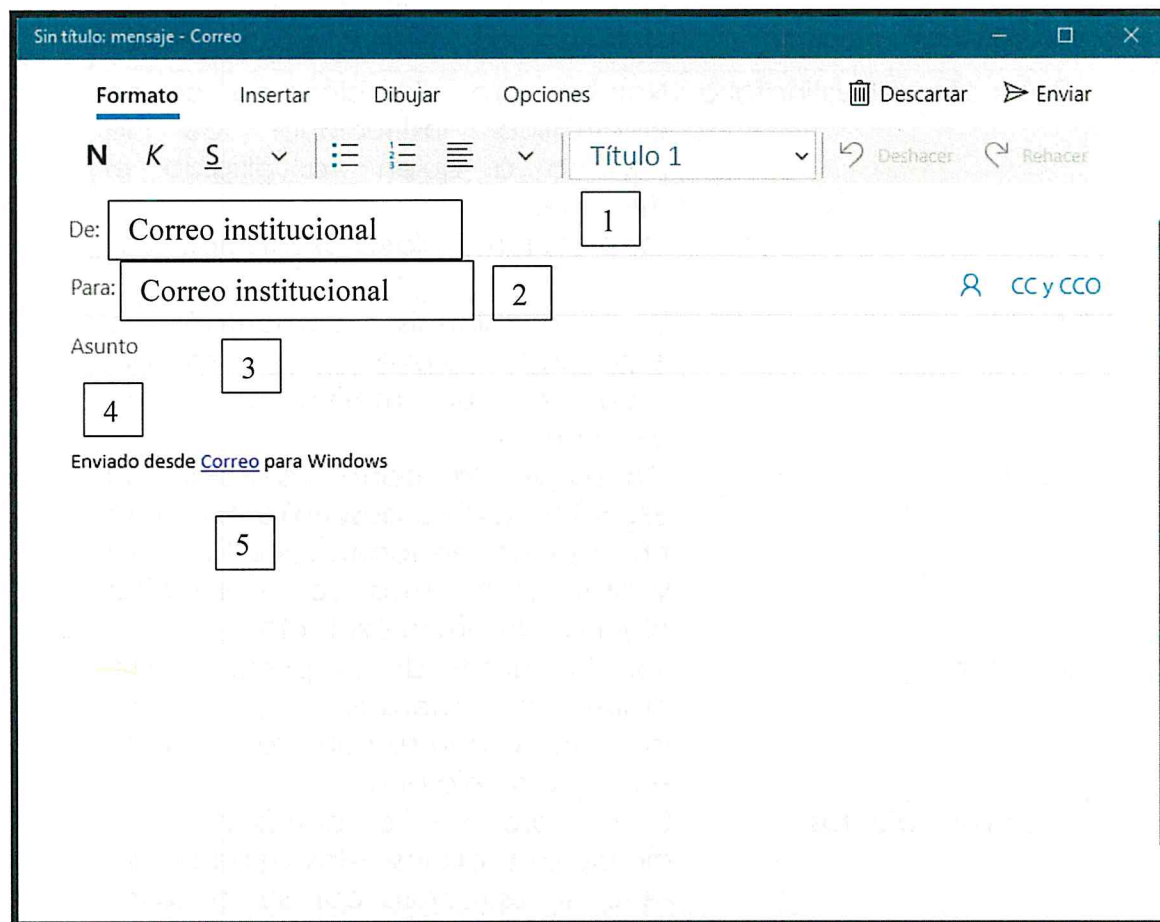 Sin título: mensaje - Correo
Formato Insertar Dibujar Opciones Descartar Enviar
N K S Título 1 Deshacer Rehacer
1
De: Correo institucional
Para: Correo institucional 2 CC y CCO
Asunto
3
4
Enviado desde Correo para Windows
5